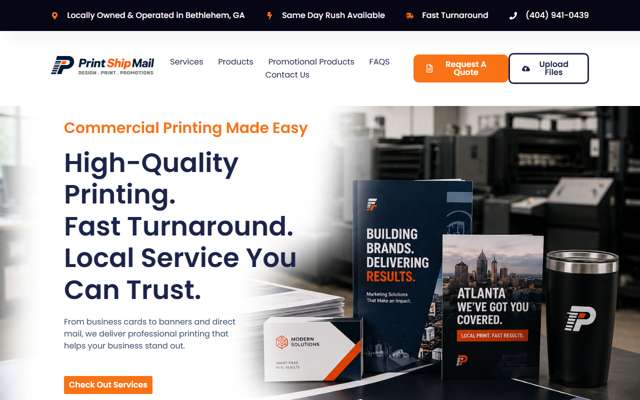 Locally Owned & Operated in Bethlehem, GA
Same Day Rush Available
Fast Turnaround
(404) 941-0439
Print Ship Mail
DESIGN . PRINT . PROMOTIONS
Services
Products
Promotional Products
FAQS
Contact Us
Request A
Quote
Upload
Files
Commercial Printing Made Easy
High-Quality
Printing.
Fast Turnaround.
Local Service You
Can Trust.
From business cards to banners and direct
mail, we deliver professional printing that
helps your business stand out.
Check Out Services
BUILDING
BRANDS.
DELIVERING
RESULTS.
Marketing Solutions
That Make an Impact.
ATLANTA
WE'VE GOT YOU
COVERED.
LOCAL PRINT. FAST RESULTS.
MODERN
SOLUTIONS